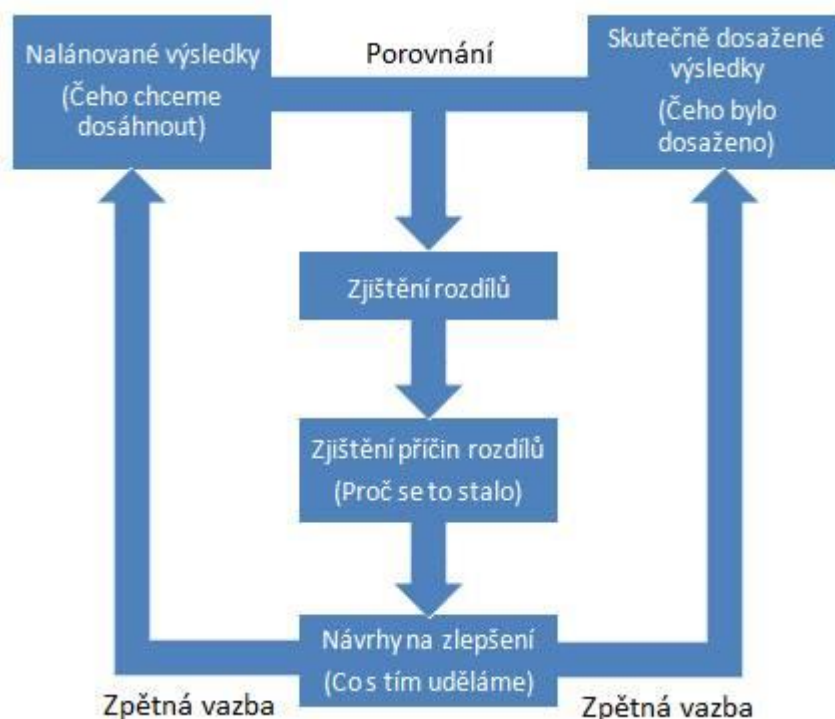 Nalánované výsledky
(Čeho chceme
dosáhnout)
Porovnání
Skutečně dosažené
výsledky
(Čeho bylo
dosaženo)
Zjištění rozdílů
Zjištění příčin rozdílů
(Proč se to stalo)
Návrhy na zlepšení
(Co s tím uděláme)
Zpětná vazba
Zpětná vazba